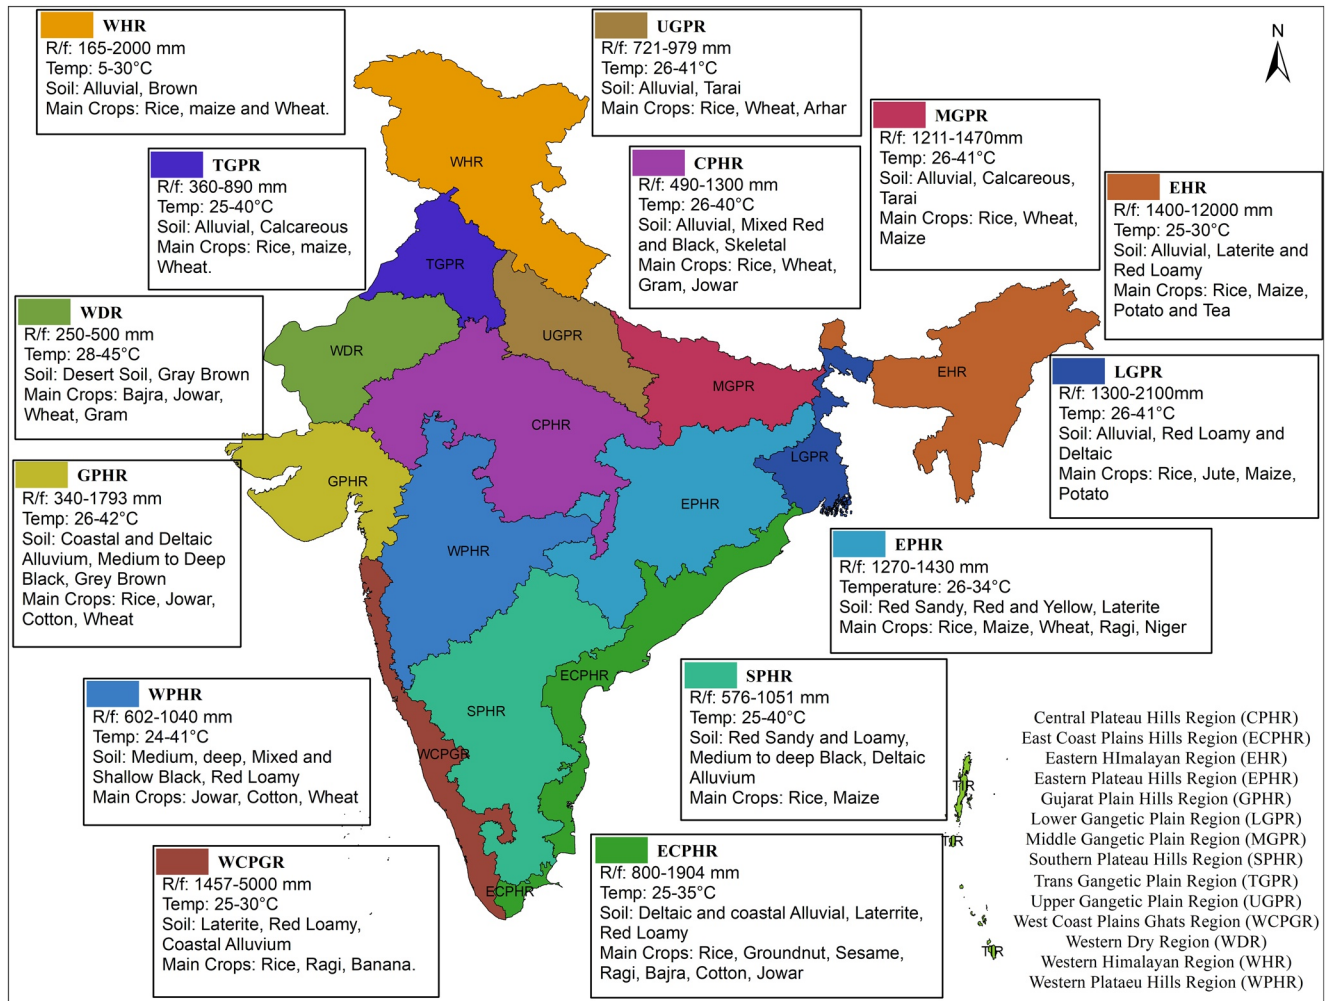 WHR
R/f: 165-2000 mm
Temp: 5-30°C
Soil: Alluvial, Brown
Main Crops: Rice, maize and Wheat.
UGPR
R/f: 721-979 mm
Temp: 26-41°C
Soil: Alluvial, Tarai
Main Crops: Rice, Wheat, Arhar
N
MGPR
R/f: 1211-1470mm
Temp: 26-41°C
Soil: Alluvial, Calcareous,
Tarai
Main Crops: Rice, Wheat,
Maize
TGPR
R/f: 360-890 mm
Temp: 25-40°C
Soil: Alluvial, Calcareous
Main Crops: Rice, maize,
Wheat.
CPHR
R/f: 490-1300 mm
Temp: 26-40°C
Soil: Alluvial, Mixed Red
and Black, Skeletal
Main Crops: Rice, Wheat,
Gram, Jowar
EHR
R/f: 1400-12000 mm
Temp: 25-30°C
Soil: Alluvial, Laterite and
Red Loamy
Main Crops: Rice, Maize,
Potato and Tea
WDR
R/f: 250-500 mm
Temp: 28-45°C
Soil: Desert Soil, Gray Brown
Main Crops: Bajra, Jowar,
Wheat, Gram
LGPR
R/f: 1300-2100mm
Temp: 26-41°C
Soil: Alluvial, Red Loamy and
Deltaic
Main Crops: Rice, Jute, Maize,
Potato
GPHR
R/f: 340-1793 mm
Temp: 26-42°C
Soil: Coastal and Deltaic
Alluvium, Medium to Deep
Black, Grey Brown
Main Crops: Rice, Jowar,
Cotton, Wheat
EPHR
R/f: 1270-1430 mm
Temperature: 26-34°C
Soil: Red Sandy, Red and Yellow, Laterite
Main Crops: Rice, Maize, Wheat, Ragi, Niger
WPHR
R/f: 602-1040 mm
Temp: 24-41°C
Soil: Medium, deep, Mixed and
Shallow Black, Red Loamy
Main Crops: Jowar, Cotton, Wheat
SPHR
R/f: 576-1051 mm
Temp: 25-40°C
Soil: Red Sandy and Loamy,
Medium to deep Black, Deltaic
Alluvium
Main Crops: Rice, Maize
WCPGR
R/f: 1457-5000 mm
Temp: 25-30°C
Soil: Laterite, Red Loamy,
Coastal Alluvium
Main Crops: Rice, Ragi, Banana.
ECPHR
R/f: 800-1904 mm
Temp: 25-35°C
Soil: Deltaic and coastal Alluvial, Laterrite,
Red Loamy
Main Crops: Rice, Groundnut, Sesame,
Ragi, Bajra, Cotton, Jowar
WHR
TGPR
WDR
UGPR
MGPR
EHR
CPHR
LGPR
GPHR
EPHR
WPHR
ECPHR
SPHR
WCPGR
ECPHR
TIR
TIR
TIR
Central Plateau Hills Region (CPHR)
East Coast Plains Hills Region (ECPHR)
Eastern HImalayan Region (EHR)
Eastern Plateau Hills Region (EPHR)
Gujarat Plain Hills Region (GPHR)
Lower Gangetic Plain Region (LGPR)
Middle Gangetic Plain Region (MGPR)
Southern Plateau Hills Region (SPHR)
Trans Gangetic Plain Region (TGPR)
Upper Gangetic Plain Region (UGPR)
West Coast Plains Ghats Region (WCPGR)
Western Dry Region (WDR)
Western Himalayan Region (WHR)
Western Plataeu Hills Region (WPHR)